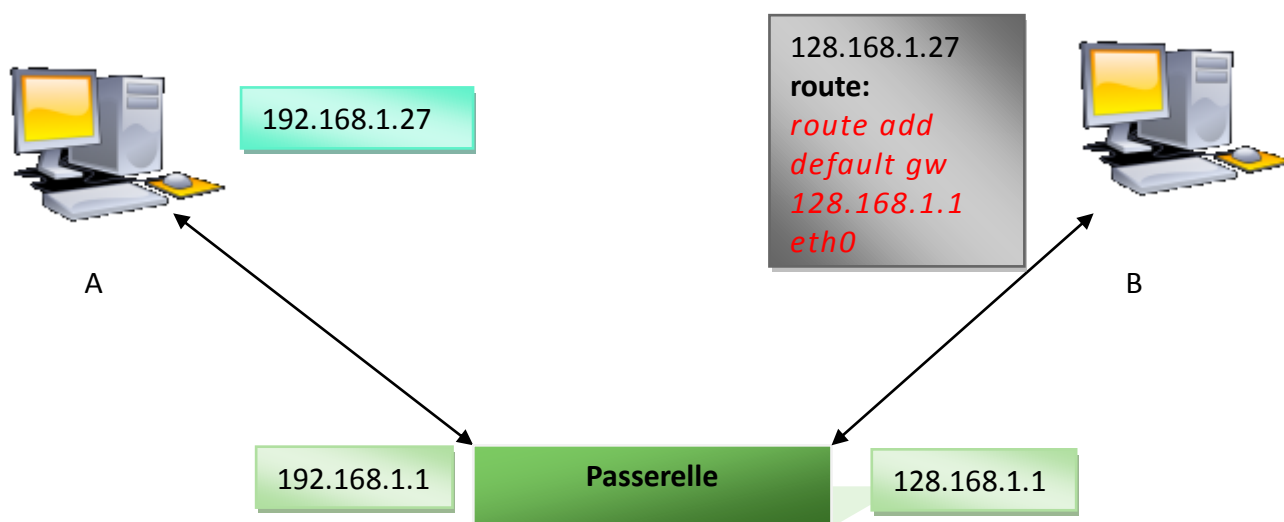 192.168.1.27
128.168.1.27
route:
route add
default gw
128.168.1.1
eth0
A
B
192.168.1.1
Passerelle
128.168.1.1